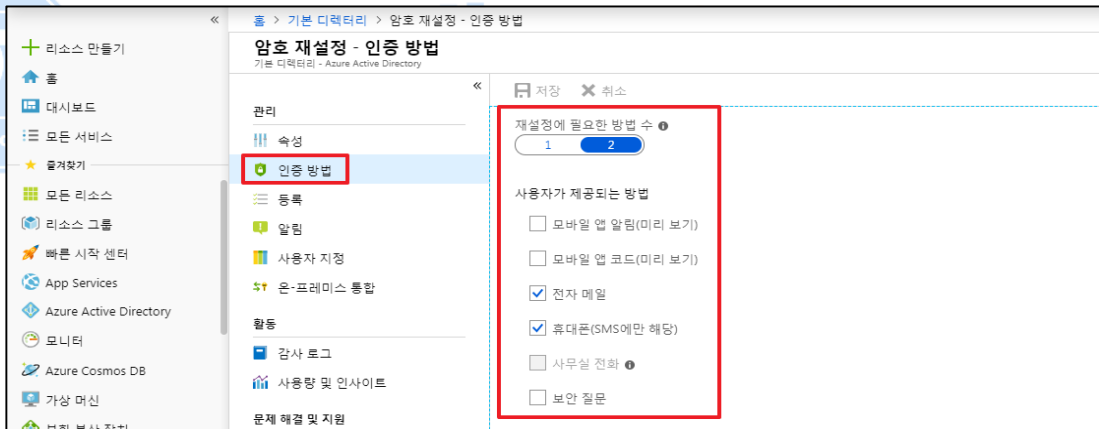 홈 > 기본 디렉터리 > 암호 재설정 - 인증 방법
암호 재설정 - 인증 방법
기본 디렉터리 - Azure Active Directory
리소스 만들기
홈
대시보드
모든 서비스
즐겨찾기
모든 리소스
리소스 그룹
빠른 시작 센터
App Services
Azure Active Directory
모니터
Azure Cosmos DB
가상 머신
관리
속성
인증 방법
등록
알림
사용자 지정
온-프레미스 통합
활동
감사 로그
사용량 및 인사이트
문제 해결 및 지원
저장 취소
재설정에 필요한 방법 수
1 2
사용자가 제공되는 방법
모바일 앱 알림(미리 보기)
모바일 앱 코드(미리 보기)
전자 메일
휴대폰(SMS에만 해당)
사무실 전화
보안 질문